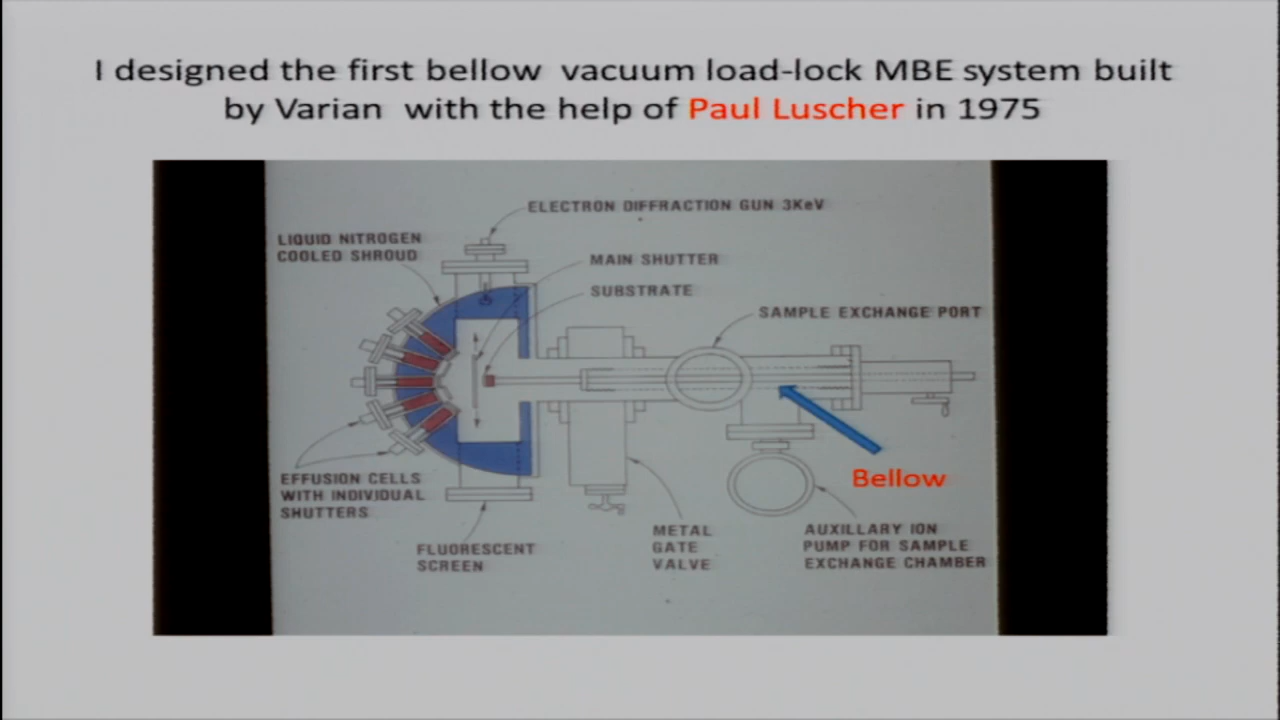 I designed the first bellow vacuum load-lock MBE system built
by Varian with the help of Paul Luscher in 1975
ELECTRON DIFFRACTION GUN 3KeV
LIQUID NITROGEN
COOLED SHROUD
MAIN SHUTTER
SUBSTRATE
SAMPLE EXCHANGE PORT
Bellow
EFFUSION CELLS
WITH INDIVIDUAL
SHUTTERS
FLUORESCENT
SCREEN
METAL
GATE
VALVE
AUXILLARY ION
PUMP FOR SAMPLE
EXCHANGE CHAMBER